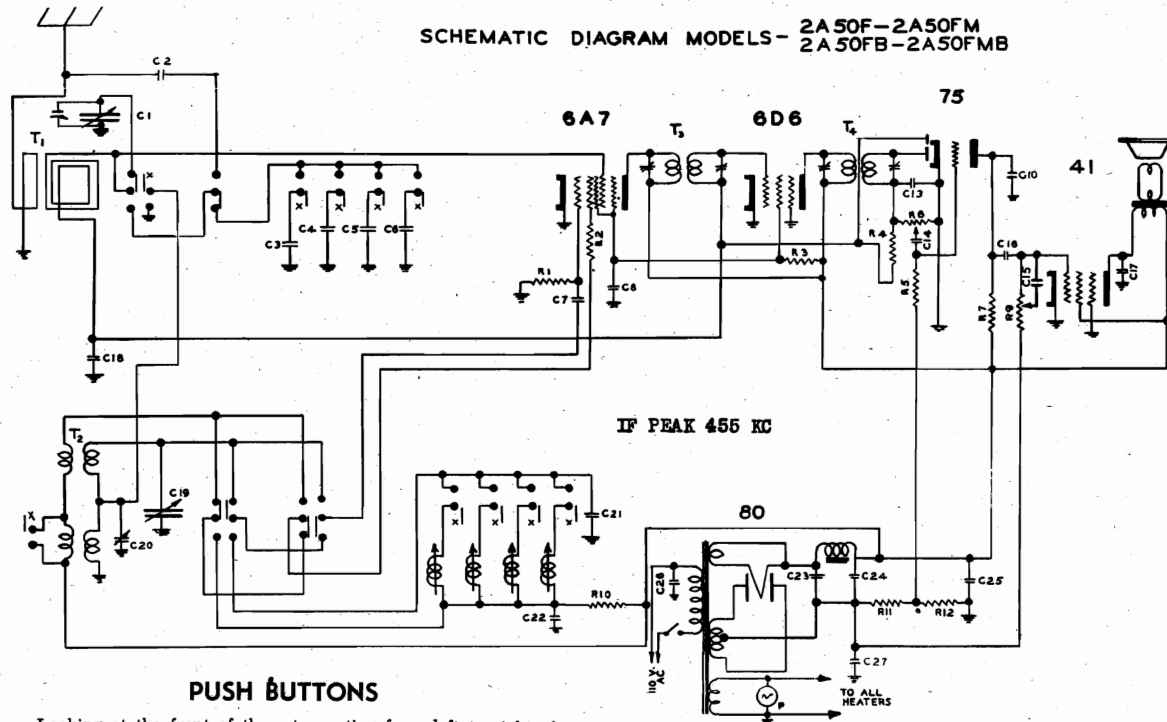 SCHEMATIC DIAGRAM MODELS- 2A50F-2A50FM
2A50FB-2A50FMB
C2
75
C1
6A7
T3
6D6
T4
T1
41
C10
C13
R6
C14
C3
C4
C5
C6
R2
R4
R3
C16
C15
C17
R1
C7
C8
R5
R7
R9
C18
IF PEAK 455 KC
T2
C19
X
C20
C21
80
C26
C23
C24
C25
R10
R11
R12
C22
C27
110 V.
AC
P
TO ALL
HEATERS
PUSH BUTTONS